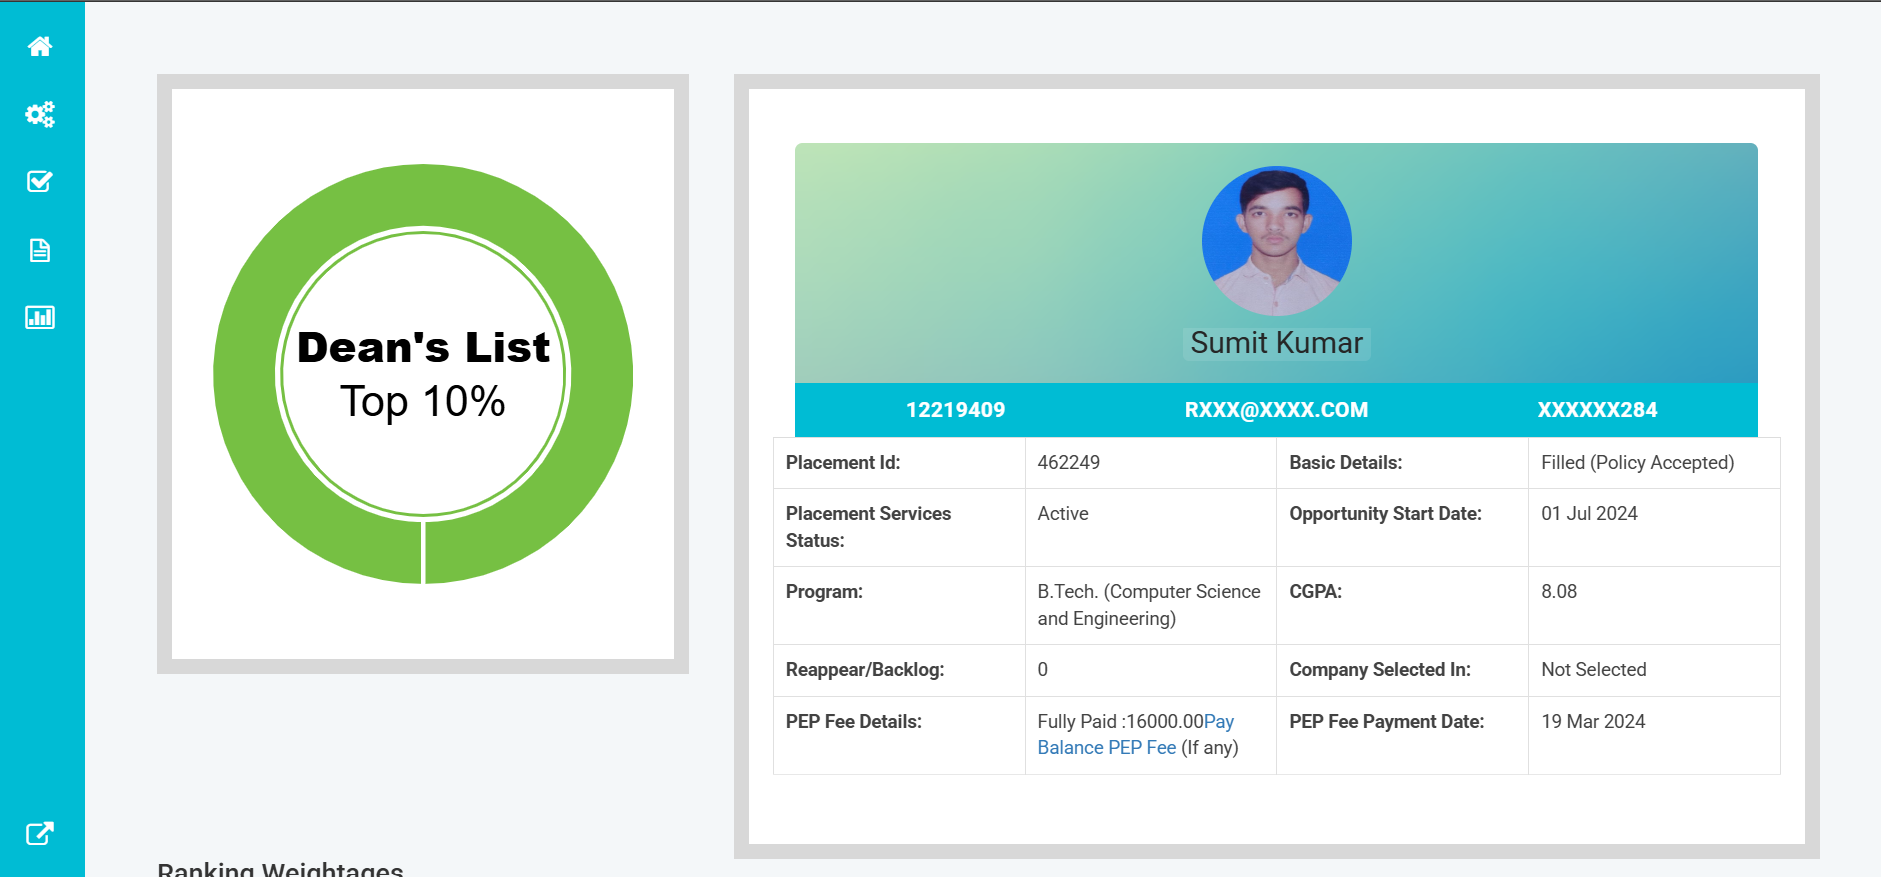 Dean's List
Top 10%
Sumit Kumar
12219409 RXXX@XXXX.COM XXXXXX284
Placement Id: 462249 Basic Details: Filled (Policy Accepted)
Placement Services Status: Active Opportunity Start Date: 01 Jul 2024
Program: B.Tech. (Computer Science and Engineering) CGPA: 8.08
Reappear/Backlog: 0 Company Selected In: Not Selected
PEP Fee Details: Fully Paid :16000.00Pay Balance PEP Fee (If any) PEP Fee Payment Date: 19 Mar 2024
Ranking Weightages